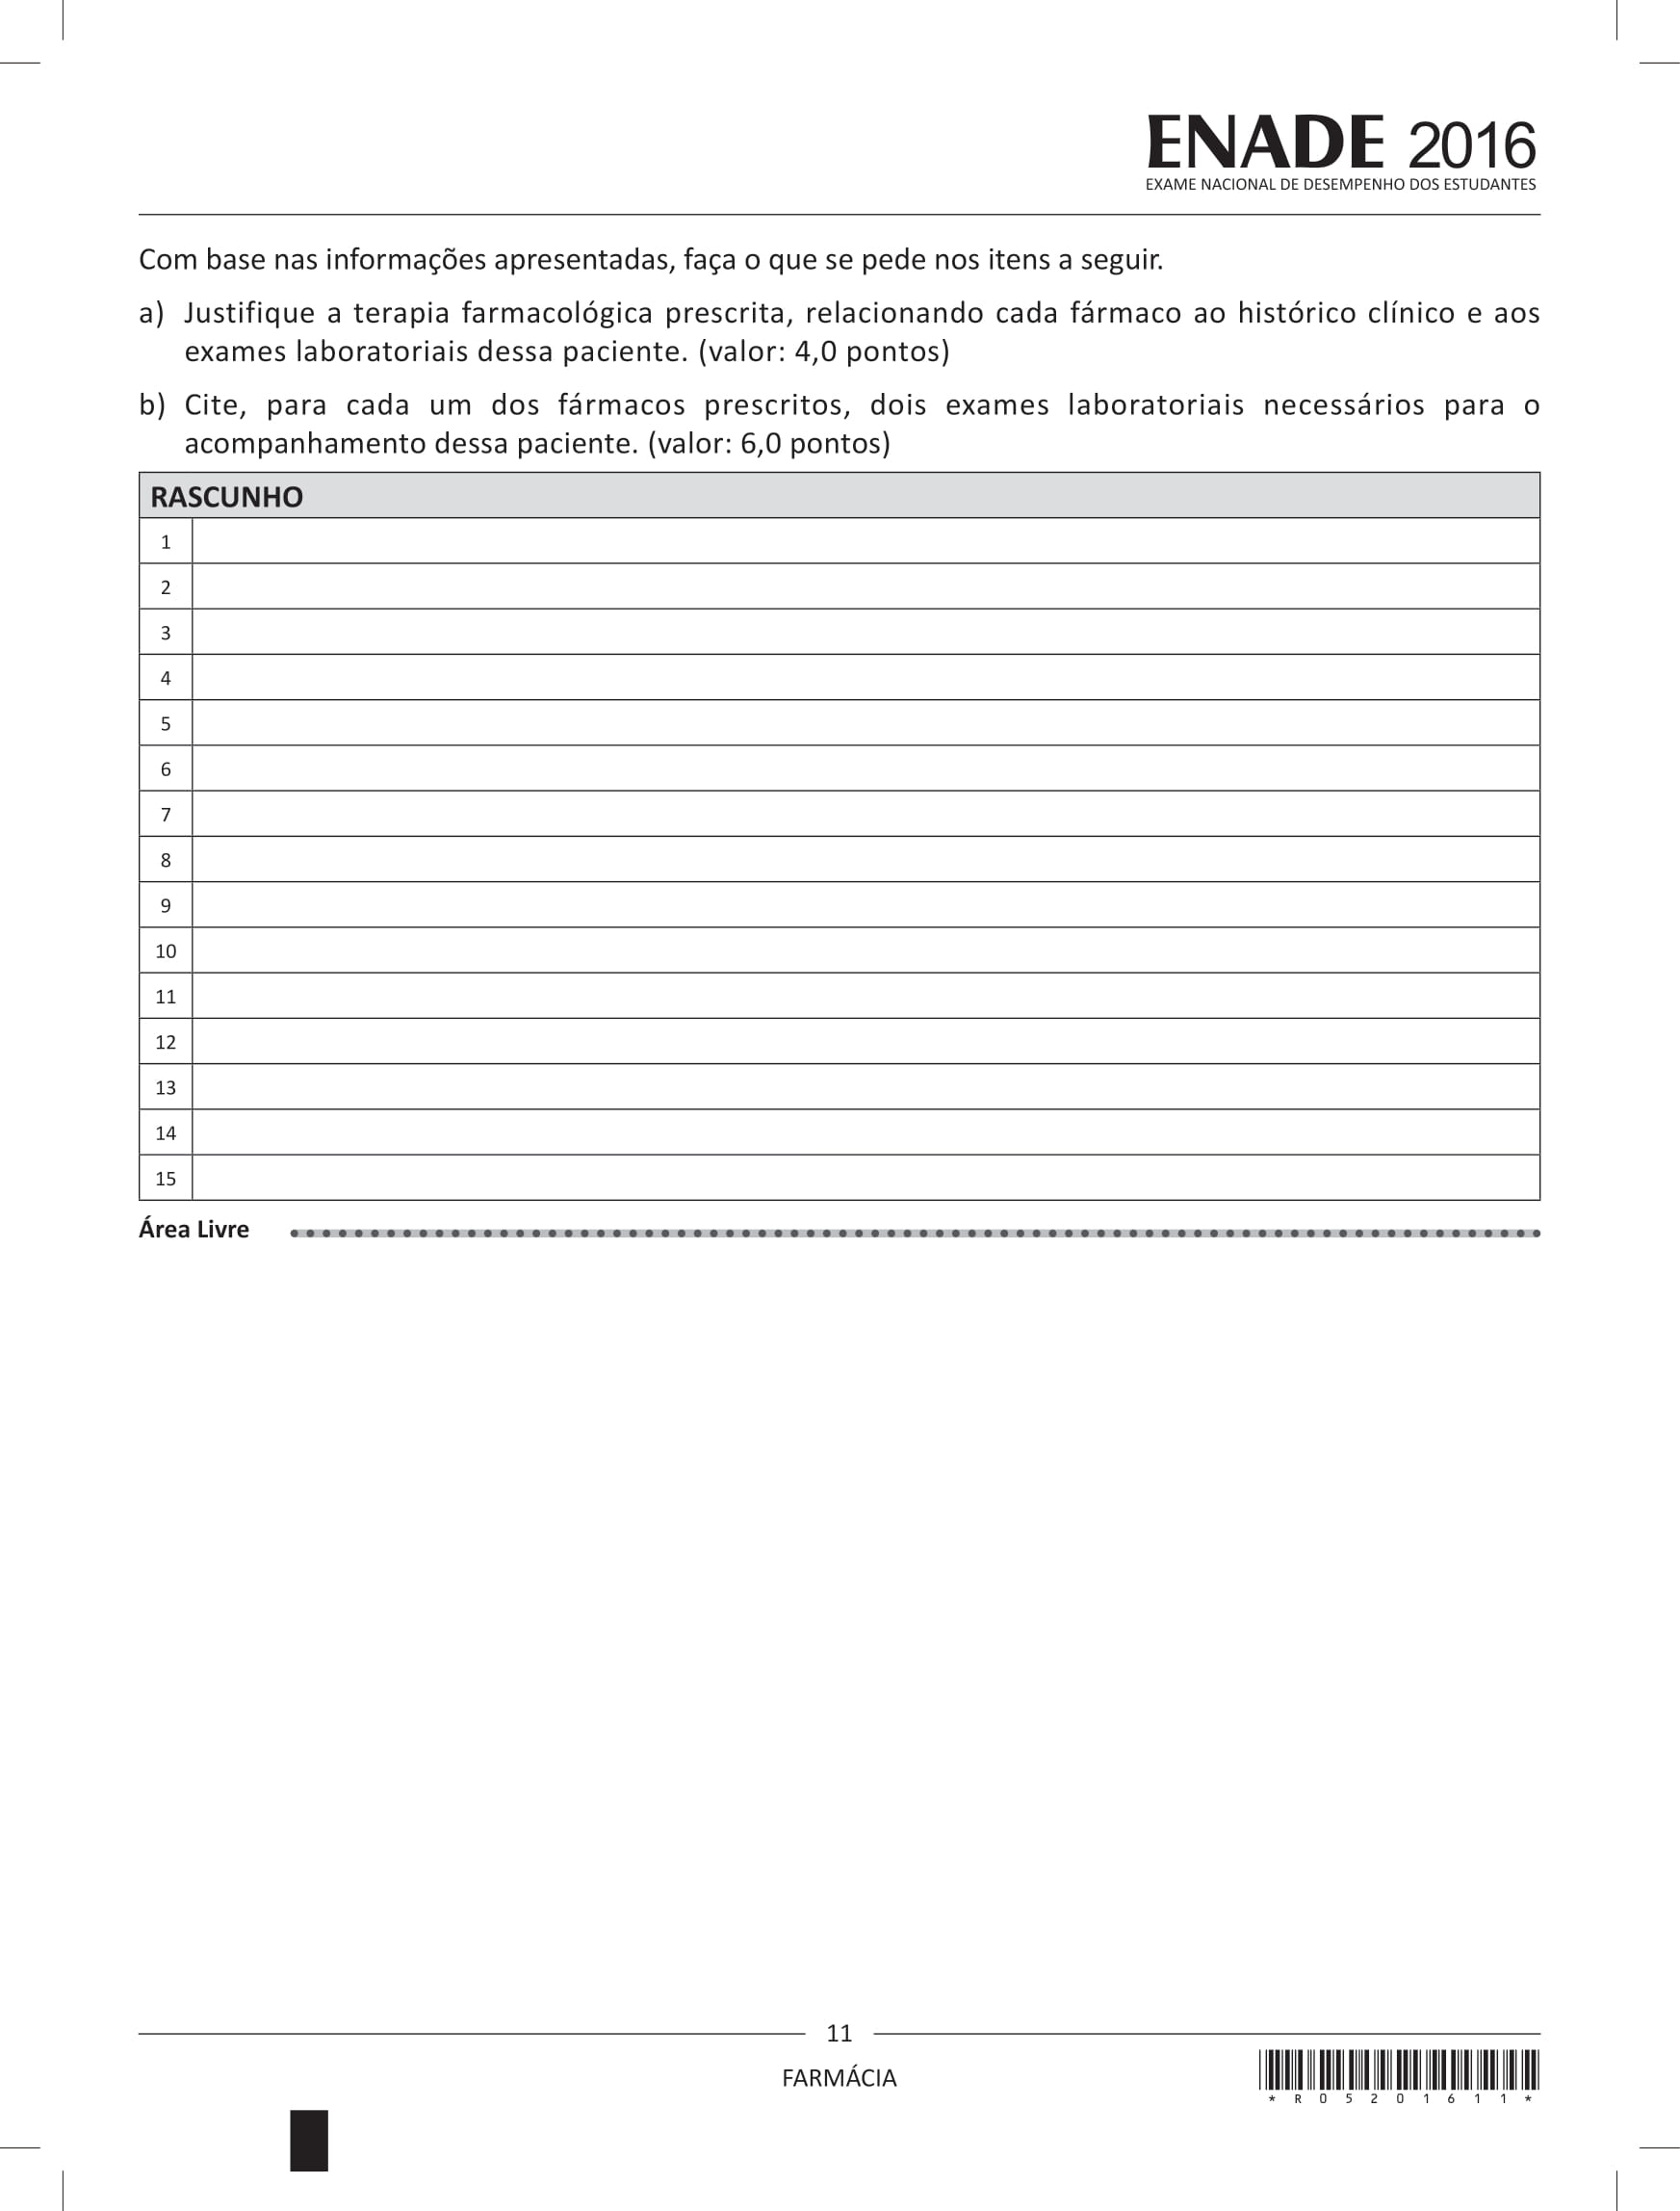 ENADE 2016
EXAME NACIONAL DE DESEMPENHO DOS ESTUDANTES
Com base nas informações apresentadas, faça o que se pede nos itens a seguir.
a) Justifique a terapia farmacológica prescrita, relacionando cada fármaco ao histórico clínico e aos
exames laboratoriais dessa paciente. (valor: 4,0 pontos)
b) Cite, para cada um dos fármacos prescritos, dois exames laboratoriais necessários para o
acompanhamento dessa paciente. (valor: 6,0 pontos)
RASCUNHO
1
2
3
4
5
6
7
8
9
10
11
12
13
14
15
Área Livre
11
FARMÁCIA
* R 0 5 2 0 1 6 1 1 *